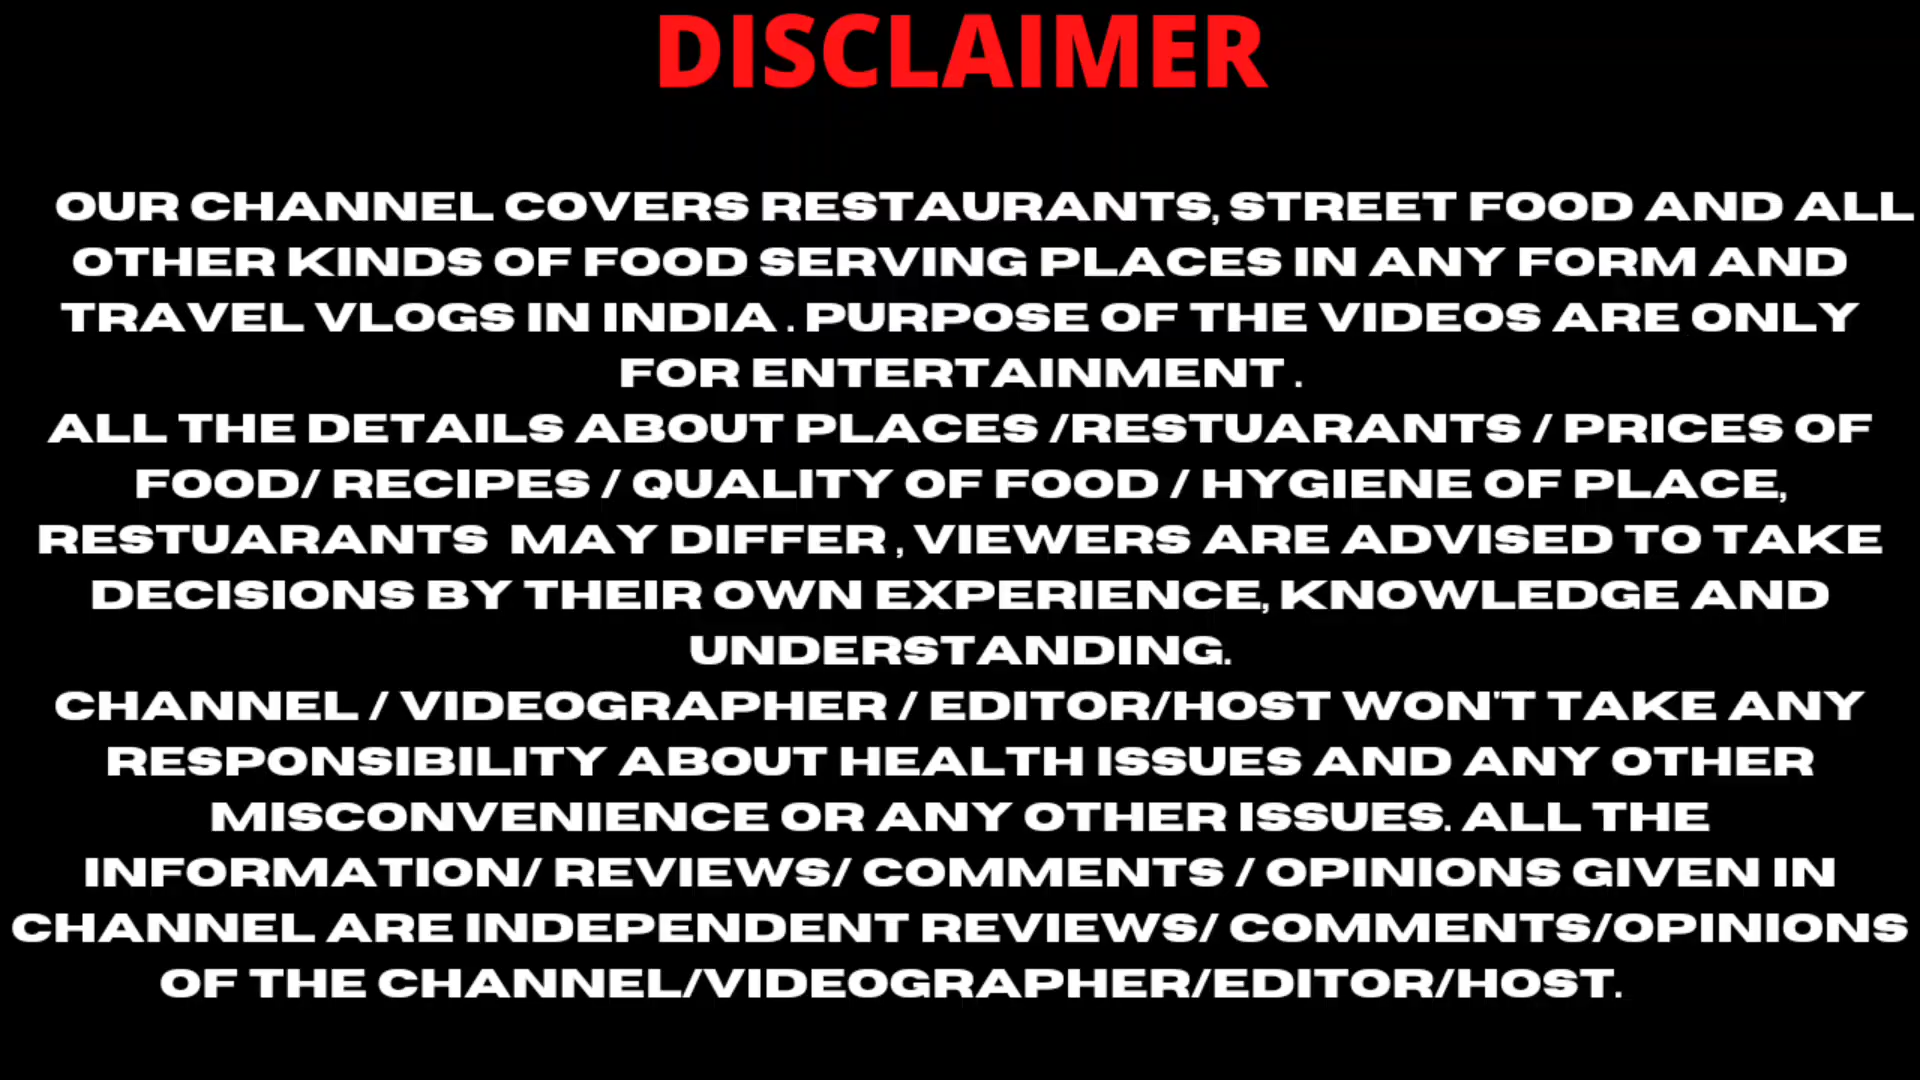 DISCLAIMER
OUR CHANNEL COVERS RESTAURANTS, STREET FOOD AND ALL
OTHER KINDS OF FOOD SERVING PLACES IN ANY FORM AND
TRAVEL VLOGS IN INDIA . PURPOSE OF THE VIDEOS ARE ONLY
FOR ENTERTAINMENT .
ALL THE DETAILS ABOUT PLACES /RESTUARANTS / PRICES OF
FOOD/ RECIPES / QUALITY OF FOOD / HYGIENE OF PLACE,
RESTUARANTS  MAY DIFFER , VIEWERS ARE ADVISED TO TAKE
DECISIONS BY THEIR OWN EXPERIENCE, KNOWLEDGE AND
UNDERSTANDING.
CHANNEL / VIDEOGRAPHER / EDITOR/HOST WON'T TAKE ANY
RESPONSIBILITY ABOUT HEALTH ISSUES AND ANY OTHER
MISCONVENIENCE OR ANY OTHER ISSUES. ALL THE
INFORMATION/ REVIEWS/ COMMENTS / OPINIONS GIVEN IN
CHANNEL ARE INDEPENDENT REVIEWS/ COMMENTS/OPINIONS
OF THE CHANNEL/VIDEOGRAPHER/EDITOR/HOST.